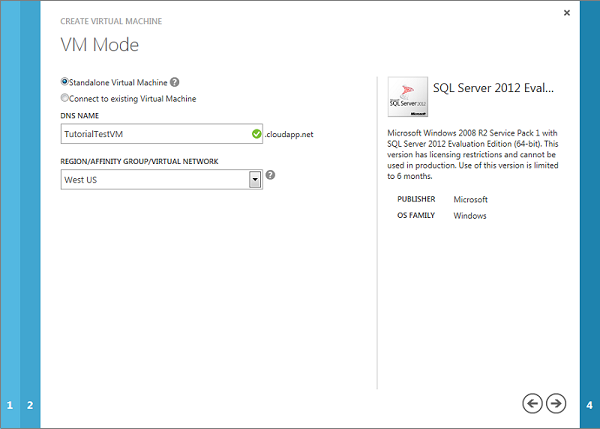 CREATE VIRTUAL MACHINE
VM Mode
Standalone Virtual Machine
Connect to existing Virtual Machine
DNS NAME
TutorialTestVM .cloudapp.net
REGION/AFFINITY GROUP/VIRTUAL NETWORK
West US
SQL Server 2012
Microsoft
SQL Server 2012 Eval...
Microsoft Windows 2008 R2 Service Pack 1 with
SQL Server 2012 Evaluation Edition (64-bit). This
version has licensing restrictions and cannot be
used in production. Use of this version is limited
to 6 months.
PUBLISHER Microsoft
OS FAMILY Windows
1 2 4